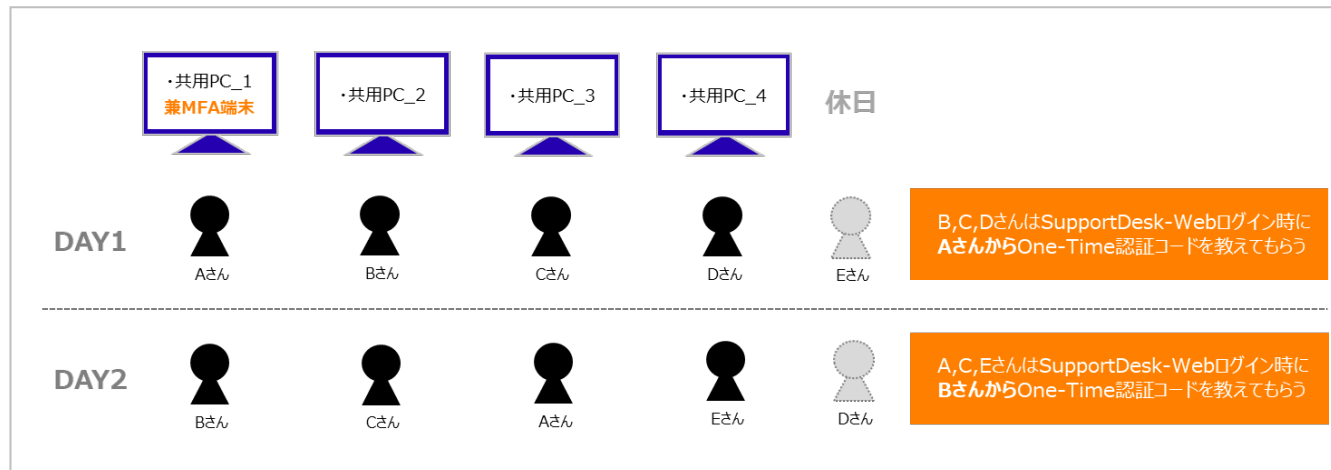 ・共用PC_1
兼MFA端末
・共用PC_2
・共用PC_3
・共用PC_4
休日
DAY1
Aさん
Bさん
Cさん
Dさん
Eさん
B,C,DさんはSupportDesk-Webログイン時に
AさんからOne-Time認証コードを教えてもらう
DAY2
Bさん
Cさん
Aさん
Eさん
Dさん
A,C,EさんはSupportDesk-Webログイン時に
BさんからOne-Time認証コードを教えてもらう